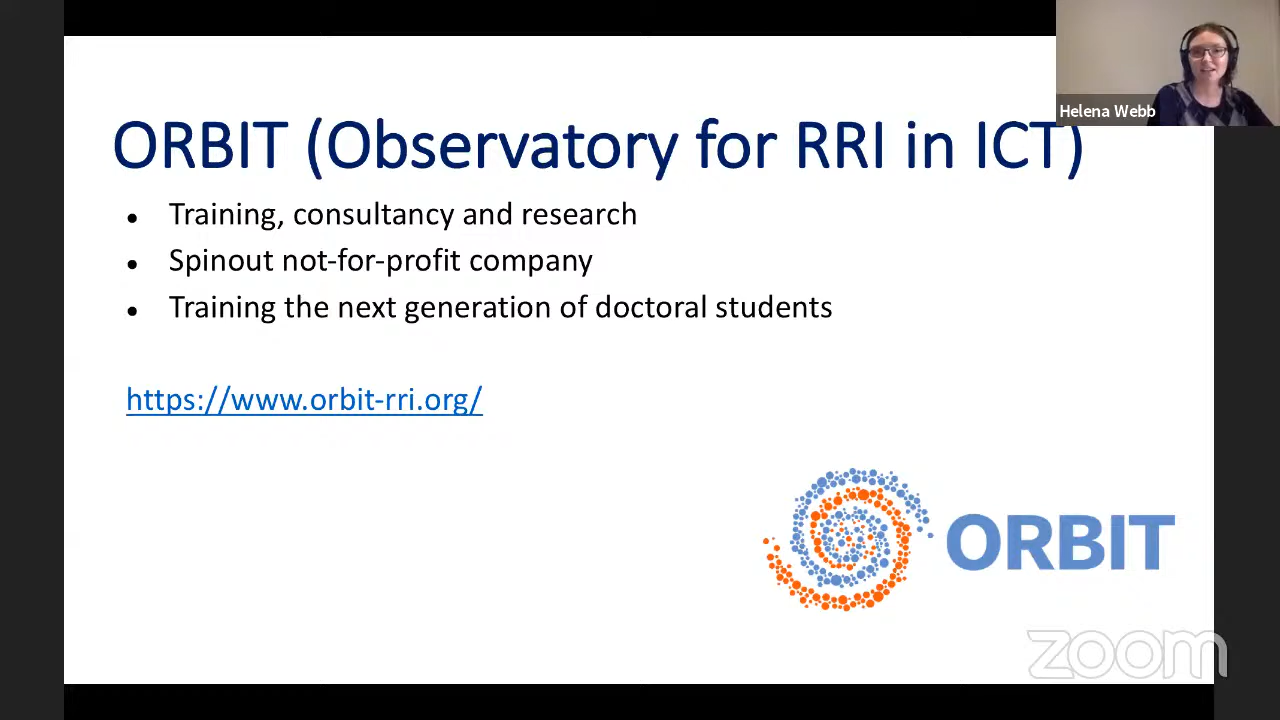 Helena Webb
ORBIT (Observatory for RRI in ICT)
Training, consultancy and research
Spinout not-for-profit company
Training the next generation of doctoral students
https://www.orbit-rri.org/
ORBIT
zoom